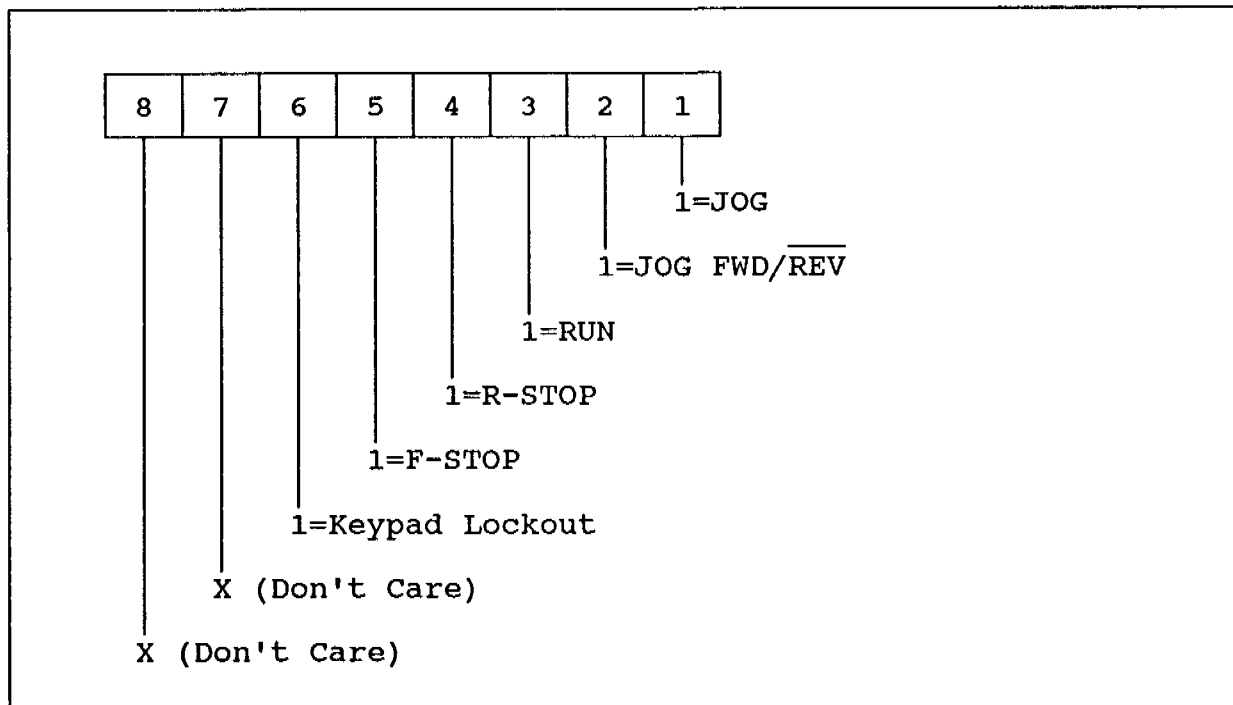 8 7 6 5 4 3 2 1
1=JOG
1=JOG FWD/R̅E̅V̅
1=RUN
1=R-STOP
1=F-STOP
1=Keypad Lockout
X (Don't Care)
X (Don't Care)